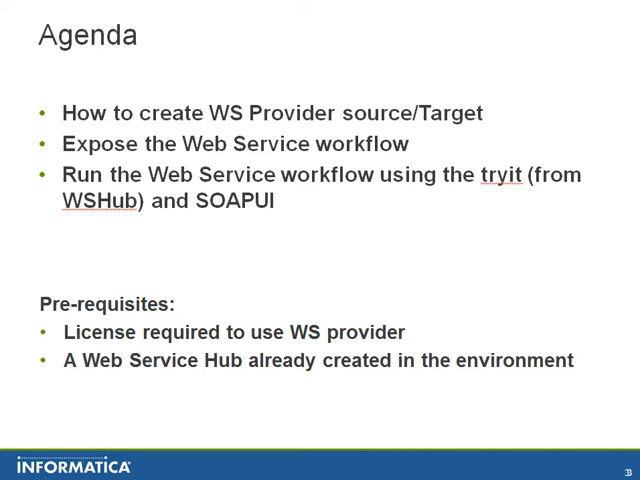 Agenda
• How to create WS Provider source/Target
• Expose the Web Service workflow
• Run the Web Service workflow using the tryit (from
WSHub) and SOAPUI
Pre-requisites:
• License required to use WS provider
• A Web Service Hub already created in the environment
INFORMATICA